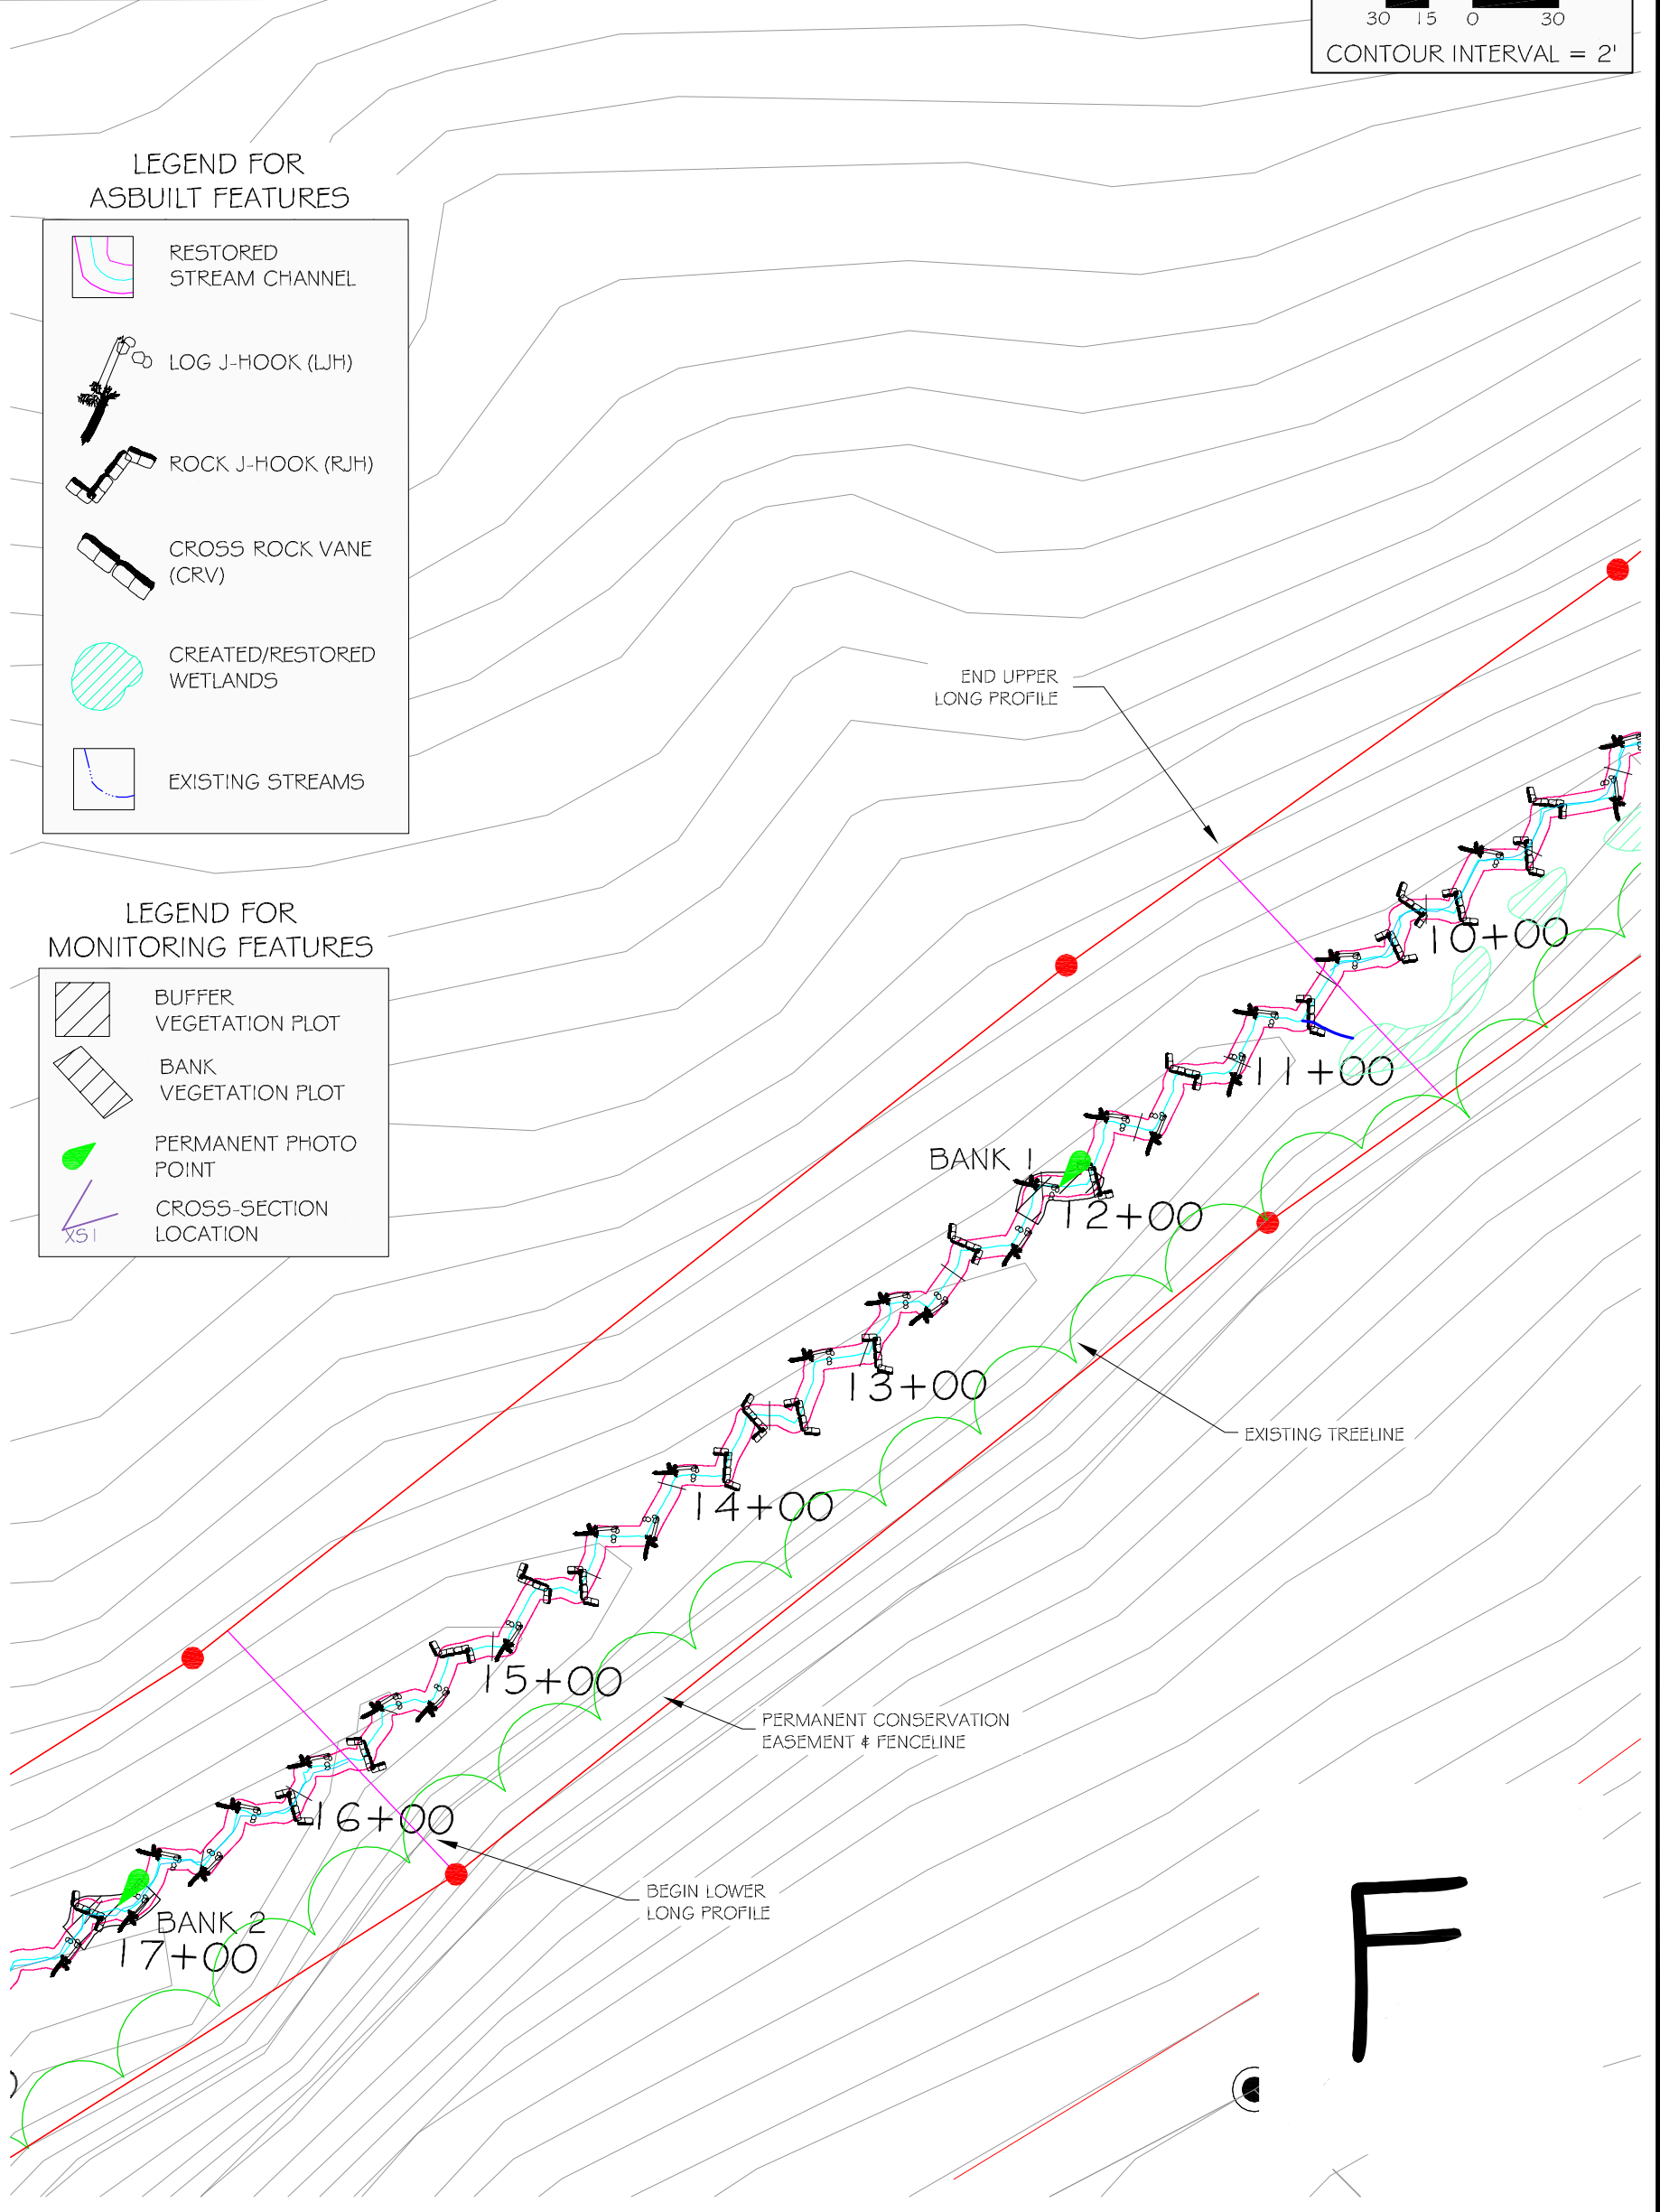 30 15 0 30
CONTOUR INTERVAL = 2'
LEGEND FOR
ASBUILT FEATURES
RESTORED
STREAM CHANNEL
LOG J-HOOK (LJH)
ROCK J-HOOK (RJH)
CROSS ROCK VANE
(CRV)
CREATED/RESTORED
WETLANDS
EXISTING STREAMS
LEGEND FOR
MONITORING FEATURES
BUFFER
VEGETATION PLOT
BANK
VEGETATION PLOT
PERMANENT PHOTO
POINT
CROSS-SECTION
LOCATION
XS1
END UPPER
LONG PROFILE
10+00
11+00
BANK 1
12+00
13+00
EXISTING TREELINE
14+00
15+00
PERMANENT CONSERVATION
EASEMENT & FENCELINE
16+00
BEGIN LOWER
LONG PROFILE
BANK 2
17+00
F